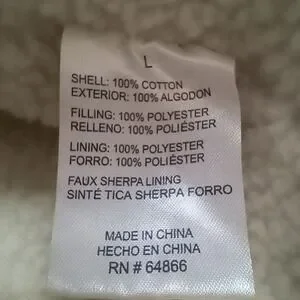 L
SHELL: 100% COTTON
EXTERIOR: 100% ALGODON
FILLING: 100% POLYESTER
RELLENO: 100% POLIÉSTER
LINING: 100% POLYESTER
FORRO: 100% POLIÉSTER
FAUX SHERPA LINING
SINTÉ TICA SHERPA FORRO
MADE IN CHINA
HECHO EN CHINA
RN # 64866